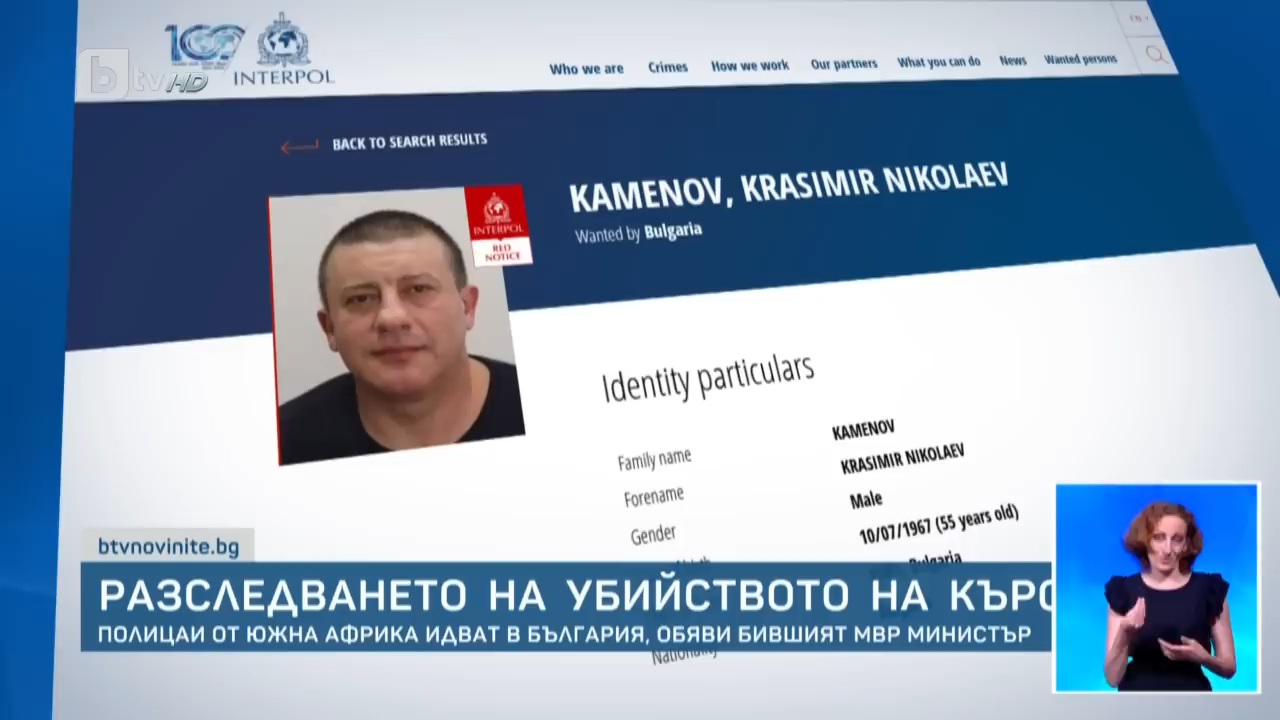 100
INTERPOL
btv HD
Who we are
Crimes
How we work
Our partners
What you can do
News
Wanted persons
BACK TO SEARCH RESULTS
INTERPOL
RED
NOTICE
KAMENOV, KRASIMIR NIKOLAEV
Wanted by Bulgaria
Identity particulars
Family name KAMENOV
Forename KRASIMIR NIKOLAEV
Gender Male
10/07/1967 (55 years old)
Bulgaria
btvnovinite.bg
РАЗСЛЕДВАНЕТО НА УБИЙСТВОТО НА КЪРО
ПОЛИЦАИ ОТ ЮЖНА АФРИКА ИДВАТ В БЪЛГАРИЯ, ОБЯВИ БИВШИЯТ МВР МИНИСТЪР
Nationality